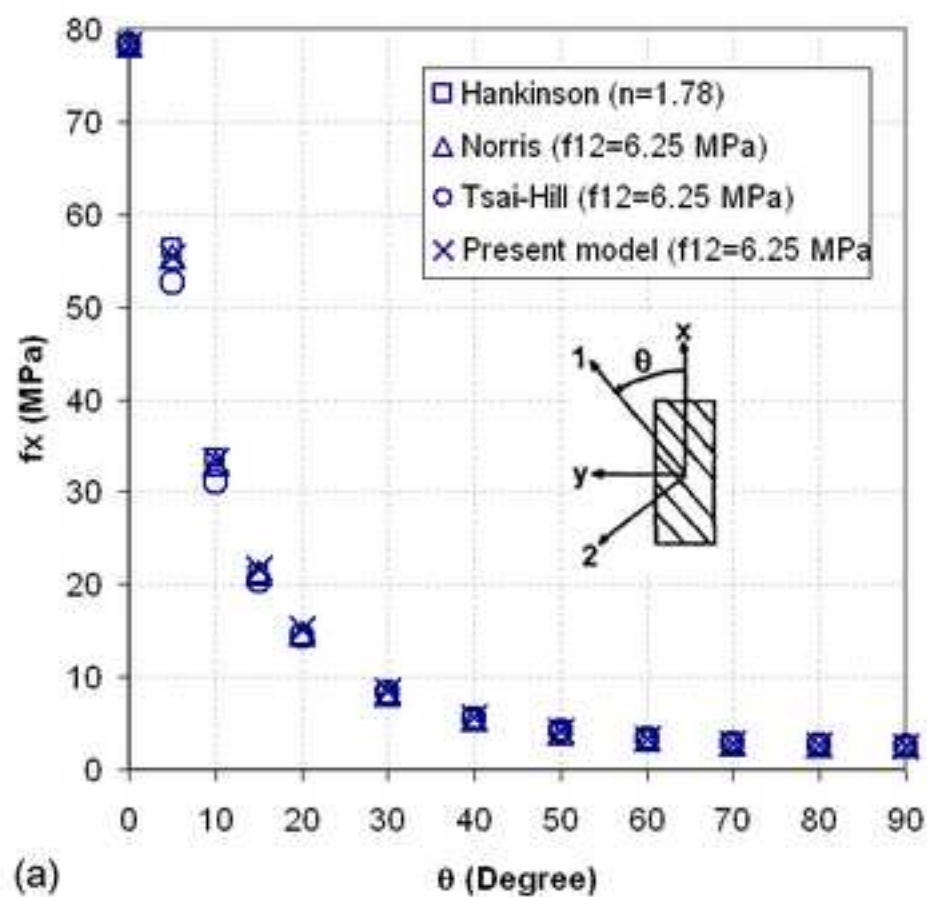 80
70
60
50
40
30
20
10
0
fx (MPa)
Hankinson (n=1.78)
Norris (f12=6.25 MPa)
Tsai-Hill (f12=6.25 MPa)
Present model (f12=6.25 MPa
1
θ
x
y
2
0 10 20 30 40 50 60 70 80 90
(a)
θ (Degree)